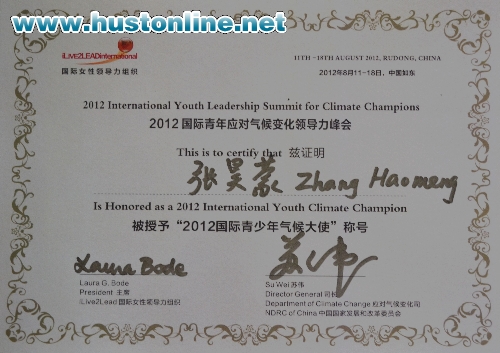 www.hustonline.net
iLIVE2LEADinternational
国际女性领导力组织
11TH -18TH AUGUST 2012, RUDONG, CHINA
2012年8月11-18日，中国如东
2012 International Youth Leadership Summit for Climate Champions
2012 国际青年应对气候变化领导力峰会
This is to certify that 兹证明
张昊蒙 Zhang Haomeng
Is Honored as a 2012 International Youth Climate Champion
被授予 “2012国际青少年气候大使” 称号
Laura Bode
苏伟
Laura G. Bode
President 主席
iLive2Lead 国际女性领导力组织
Su Wei 苏伟
Director General 司长
Department of Climate Change 应对气候变化司
NDRC of China 中国国家发展和改革委员会